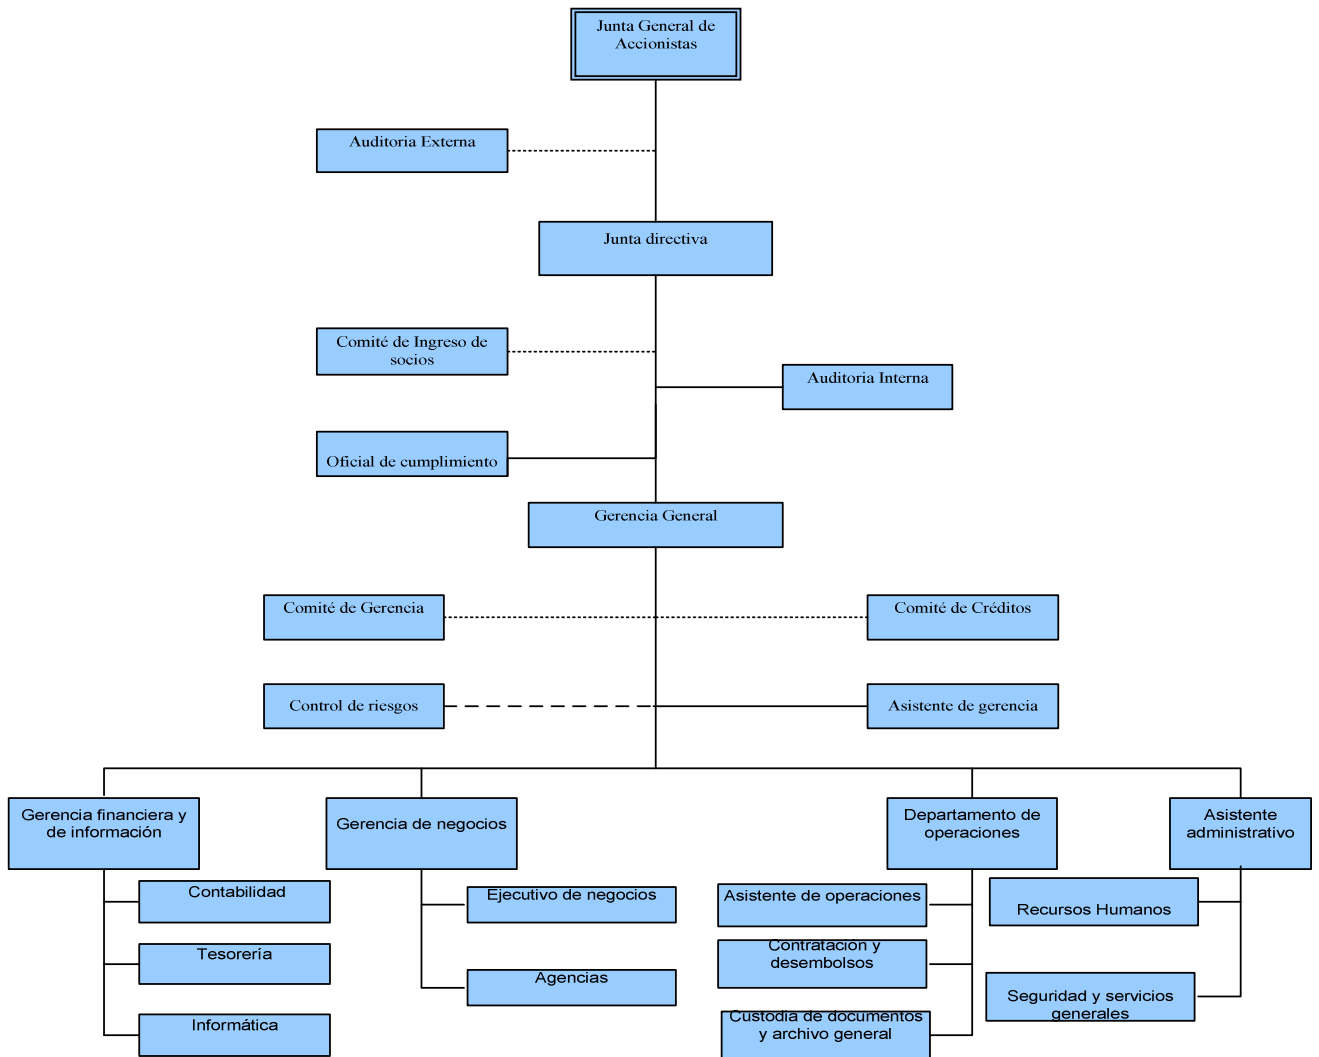 Junta General de
Accionistas
Auditoria Externa
Junta directiva
Comité de Ingreso de
socios
Auditoria Interna
Oficial de cumplimiento
Gerencia General
Comité de Gerencia
Comité de Créditos
Control de riesgos
Asistente de gerencia
Gerencia financiera y
de información
Gerencia de negocios
Departamento de
operaciones
Asistente
administrativo
Contabilidad
Tesorería
Informática
Ejecutivo de negocios
Agencias
Asistente de operaciones
Contratación y
desembolsos
Custodia de documentos
y archivo general
Recursos Humanos
Seguridad y servicios
generales